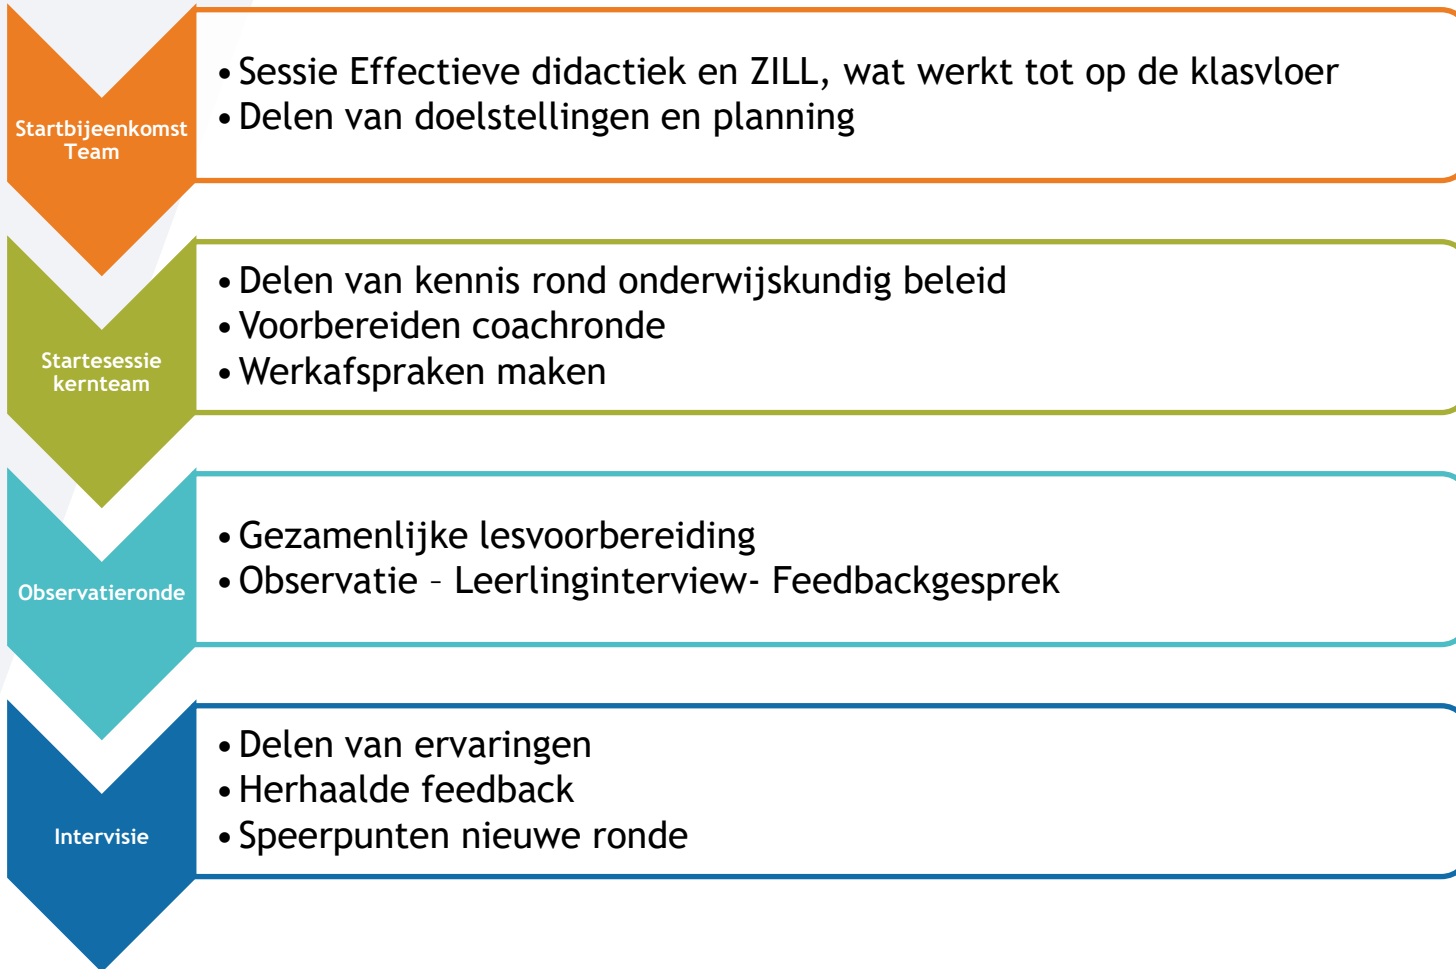 Startbijeenkomst
Team
• Sessie Effectieve didactiek en ZILL, wat werkt tot op de klasvloer
• Delen van doelstellingen en planning
Startesessie
kernteam
• Delen van kennis rond onderwijskundig beleid
• Voorbereiden coachronde
• Werkafspraken maken
Observatieronde
• Gezamenlijke lesvoorbereiding
• Observatie – Leerlinginterview- Feedbackgesprek
Intervisie
• Delen van ervaringen
• Herhaalde feedback
• Speerpunten nieuwe ronde